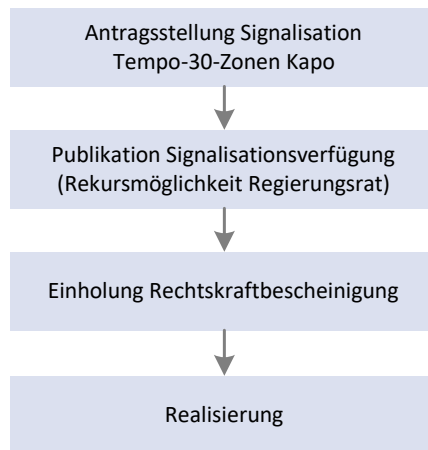 Antragsstellung Signalisation
Tempo-30-Zonen Kapo
Publikation Signalisationsverfügung
(Rekursmöglichkeit Regierungsrat)
Einholung Rechtskraftbescheinigung
Realisierung